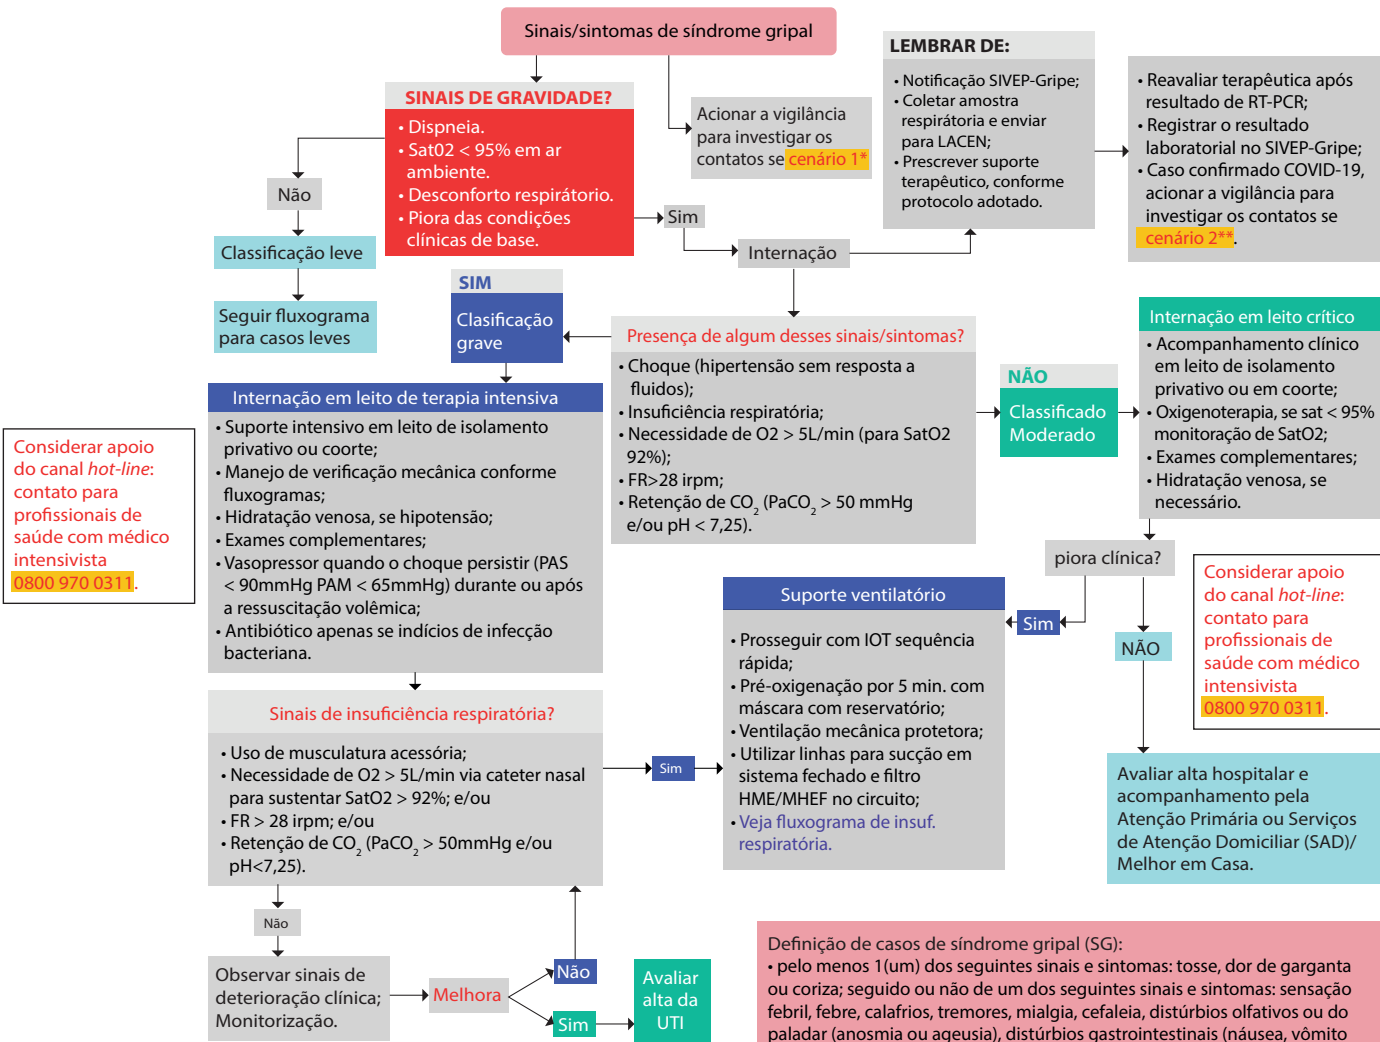 Sinais/sintomas de síndrome gripal
SINAIS DE GRAVIDADE?
• Dispneia.
• Sat02 < 95% em ar
ambiente.
• Desconforto respirátorio.
• Piora das condições
clínicas de base.
Acionar a vigilância
para investigar os
contatos se cenário 1*
LEMBRAR DE:
• Notificação SIVEP-Gripe;
• Coletar amostra
respirátória e enviar
para LACEN;
• Prescrever suporte
terapêutico, conforme
protocolo adotado.
• Reavaliar terapêutica após
resultado de RT-PCR;
• Registrar o resultado
laboratorial no SIVEP-Gripe;
• Caso confirmado COVID-19,
acionar a vigilância para
investigar os contatos se
cenário 2**.
Não
Sim
Internação
Classificação leve
Seguir fluxograma
para casos leves
SIM
Clasificação
grave
Presença de algum desses sinais/sintomas?
• Choque (hipertensão sem resposta a
fluidos);
• Insuficiência respiratória;
• Necessidade de O2 > 5L/min (para SatO2
92%);
• FR>28 irpm;
• Retenção de CO2 (PaCO2 > 50 mmHg
e/ou pH < 7,25).
NÃO
Classificado
Moderado
Internação em leito crítico
• Acompanhamento clínico
em leito de isolamento
privativo ou em coorte;
• Oxigenoterapia, se sat < 95%
monitoração de SatO2;
• Exames complementares;
• Hidratação venosa, se
necessário.
Internação em leito de terapia intensiva
• Suporte intensivo em leito de isolamento
privativo ou coorte;
• Manejo de verificação mecânica conforme
fluxogramas;
• Hidratação venosa, se hipotensão;
• Exames complementares;
• Vasopressor quando o choque persistir (PAS
< 90mmHg PAM < 65mmHg) durante ou após
a ressuscitação volêmica;
• Antibiótico apenas se indícios de infecção
bacteriana.
Considerar apoio
do canal hot-line:
contato para
profissionais de
saúde com médico
intensivista
0800 970 0311.
piora clínica?
Sim
NÃO
Considerar apoio
do canal hot-line:
contato para
profissionais de
saúde com médico
intensivista
0800 970 0311.
Suporte ventilatório
• Prosseguir com IOT sequência
rápida;
• Pré-oxigenação por 5 min. com
máscara com reservatório;
• Ventilação mecânica protetora;
• Utilizar linhas para sucção em
sistema fechado e filtro
HME/MHEF no circuito;
• Veja fluxograma de insuf.
respiratória.
Sinais de insuficiência respiratória?
• Uso de musculatura acessória;
• Necessidade de O2 > 5L/min via cateter nasal
para sustentar SatO2 > 92%; e/ou
• FR > 28 irpm; e/ou
• Retenção de CO2 (PaCO2 > 50mmHg e/ou
pH<7,25).
Sim
Avaliar alta hospitalar e
acompanhamento pela
Atenção Primária ou Serviços
de Atenção Domiciliar (SAD)/
Melhor em Casa.
Não
Observar sinais de
deterioração clínica;
Monitorização.
Melhora
Não
Sim
Avaliar
alta da
UTI
Definição de casos de síndrome gripal (SG):
• pelo menos 1(um) dos seguintes sinais e sintomas: tosse, dor de garganta
ou coriza; seguido ou não de um dos seguintes sinais e sintomas: sensação
febril, febre, calafrios, tremores, mialgia, cefaleia, distúrbios olfativos ou do
paladar (anosmia ou ageusia), distúrbios gastrointestinais (náusea, vômito